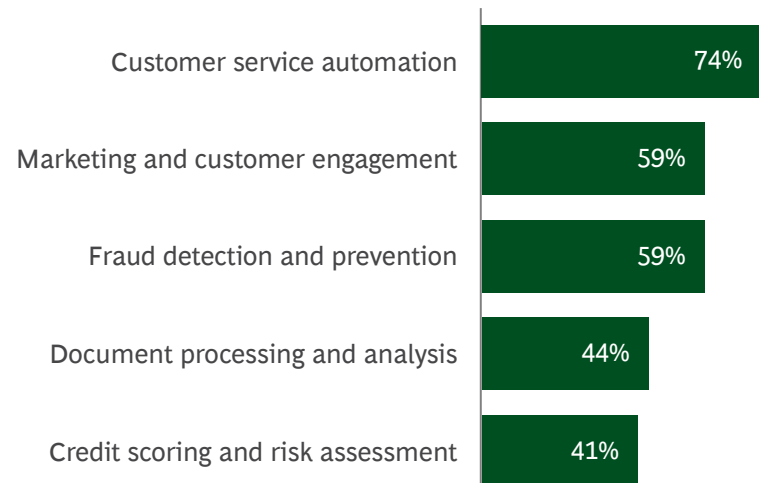 Customer service automation 74%
Marketing and customer engagement 59%
Fraud detection and prevention 59%
Document processing and analysis 44%
Credit scoring and risk assessment 41%